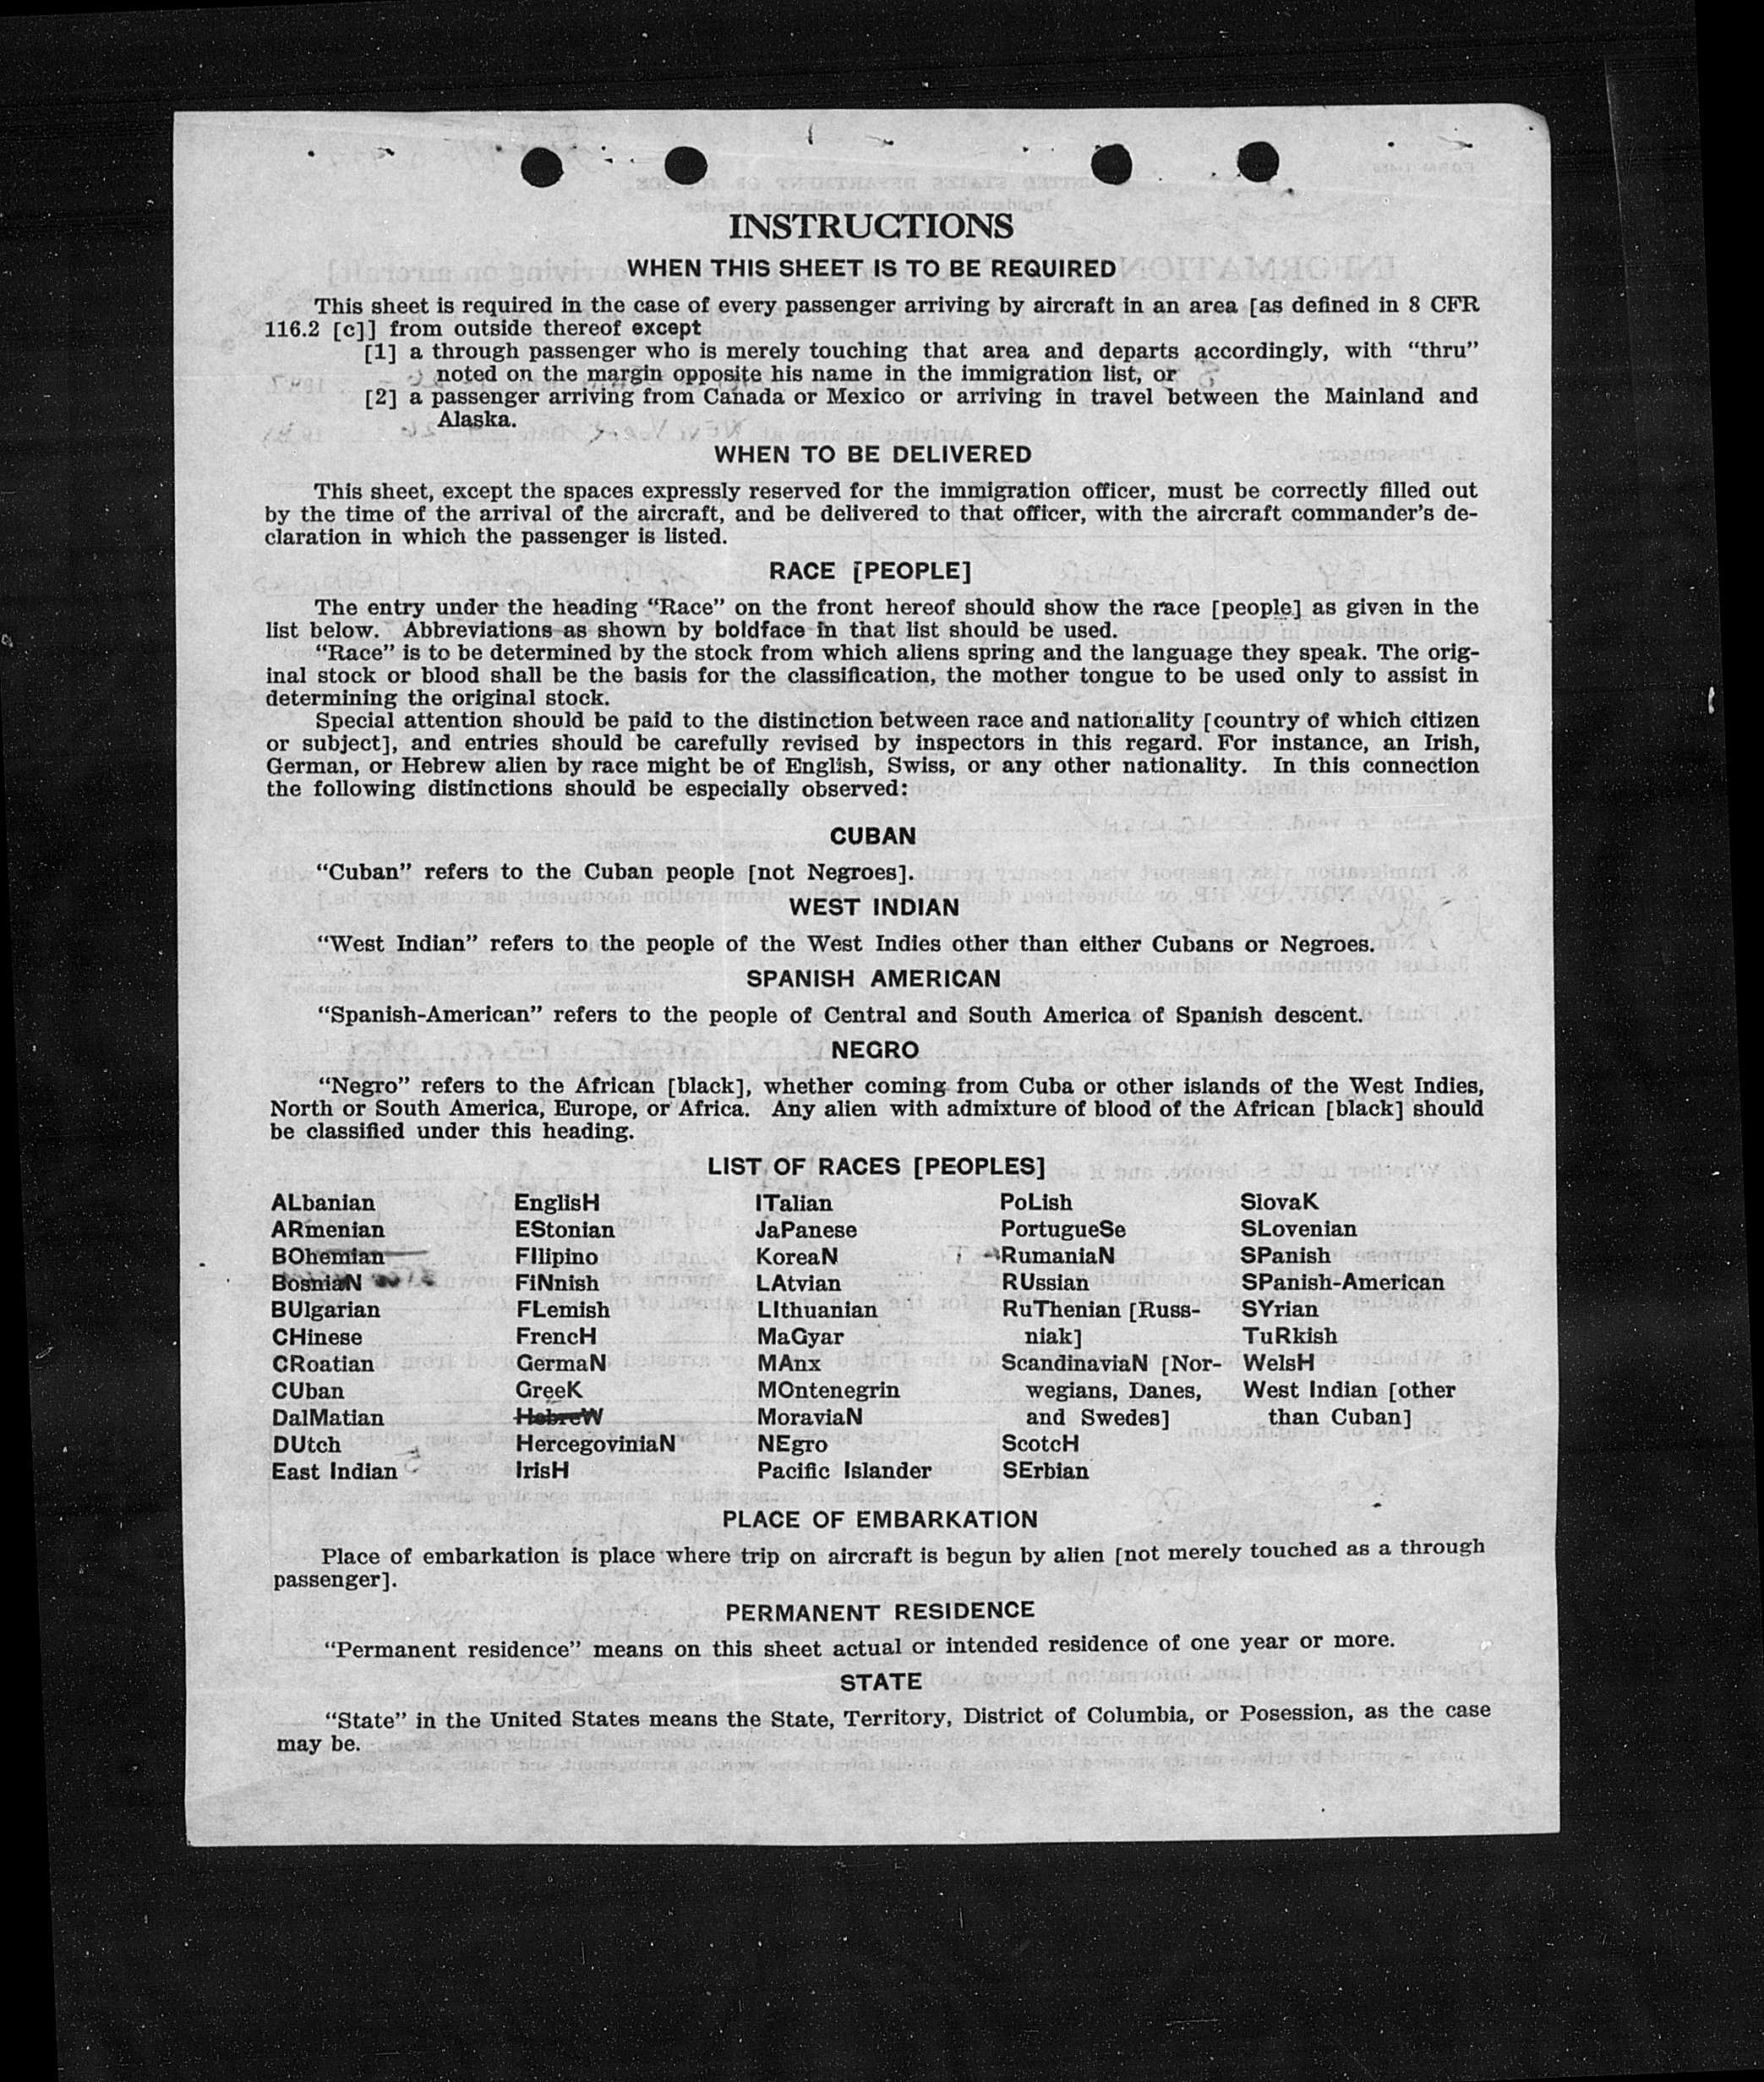 INSTRUCTIONS
WHEN THIS SHEET IS TO BE REQUIRED
This sheet is required in the case of every passenger arriving by aircraft in an area [as defined in 8 CFR
116.2 [c]] from outside thereof except
[1] a through passenger who is merely touching that area and departs accordingly, with “thru”
noted on the margin opposite his name in the immigration list, or
[2] a passenger arriving from Canada or Mexico or arriving in travel between the Mainland and
Alaska.
WHEN TO BE DELIVERED
This sheet, except the spaces expressly reserved for the immigration officer, must be correctly filled out
by the time of the arrival of the aircraft, and be delivered to that officer, with the aircraft commander’s de-
claration in which the passenger is listed.
RACE [PEOPLE]
The entry under the heading “Race” on the front hereof should show the race [people] as given in the
list below. Abbreviations as shown by boldface in that list should be used.
“Race” is to be determined by the stock from which aliens spring and the language they speak. The orig-
inal stock or blood shall be the basis for the classification, the mother tongue to be used only to assist in
determining the original stock.
Special attention should be paid to the distinction between race and nationality [country of which citizen
or subject], and entries should be carefully revised by inspectors in this regard. For instance, an Irish,
German, or Hebrew alien by race might be of English, Swiss, or any other nationality. In this connection
the following distinctions should be especially observed:
CUBAN
“Cuban” refers to the Cuban people [not Negroes].
WEST INDIAN
“West Indian” refers to the people of the West Indies other than either Cubans or Negroes.
SPANISH AMERICAN
“Spanish-American” refers to the people of Central and South America of Spanish descent.
NEGRO
“Negro” refers to the African [black], whether coming from Cuba or other islands of the West Indies,
North or South America, Europe, or Africa. Any alien with admixture of blood of the African [black] should
be classified under this heading.
LIST OF RACES [PEOPLES]
ALbanian
ARmenian
BOhemian
BosniaN
BUlgarian
CHinese
CRoatian
CUban
DalMatian
DUtch
East Indian
EnglisH
EStonian
FIlipino
FiNnish
FLemish
FrencH
GermaN
GreeK
HebreW
HercegoviniaN
IrisH
ITalian
JaPanese
KoreaN
LAtvian
LIthuanian
MaGyar
MAnx
MOntenegrin
MoraviaN
NEgro
Pacific Islander
PoLish
PortugueSe
RumaniaN
RUssian
RuThenian [Russ-
niak]
ScandinaviaN [Nor-
wegians, Danes,
and Swedes]
ScotcH
SErbian
SlovaK
SLovenian
SPanish
SPanish-American
SYrian
TuRkish
WelsH
West Indian [other
than Cuban]
PLACE OF EMBARKATION
Place of embarkation is place where trip on aircraft is begun by alien [not merely touched as a through
passenger].
PERMANENT RESIDENCE
“Permanent residence” means on this sheet actual or intended residence of one year or more.
STATE
“State” in the United States means the State, Territory, District of Columbia, or Posession, as the case
may be.